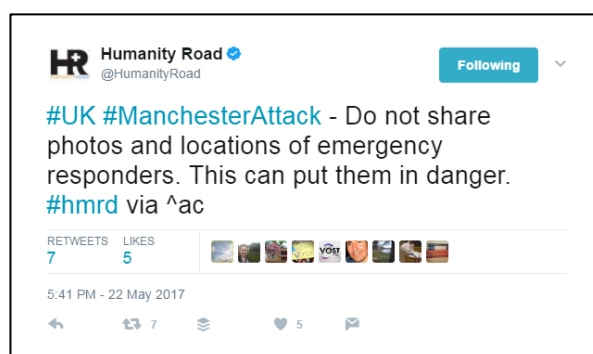 HR Humanity Road
@HumanityRoad
Following
#UK #ManchesterAttack - Do not share
photos and locations of emergency
responders. This can put them in danger.
#hmrd via ^ac
RETWEETS LIKES
7 5
VOST
5:41 PM - 22 May 2017
7 5